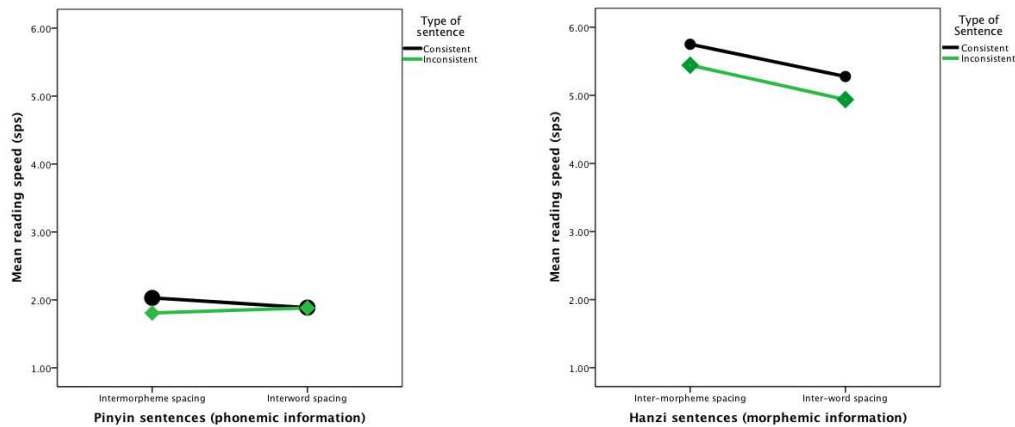 Type of
sentence
Consistent
Inconsistent
6.00
5.00
4.00
3.00
2.00
1.00
Mean reading speed (sps)
Intermorpheme spacing
Interword spacing
Pinyin sentences (phonemic information)
Type of
Sentence
Consistent
Inconsistent
6.00
5.00
4.00
3.00
2.00
1.00
Mean reading speed (sps)
Inter-morpheme spacing
Inter-word spacing
Hanzi sentences (morphemic information)